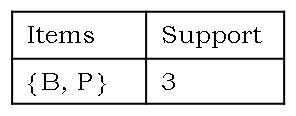 Items Support
{B, P} 3